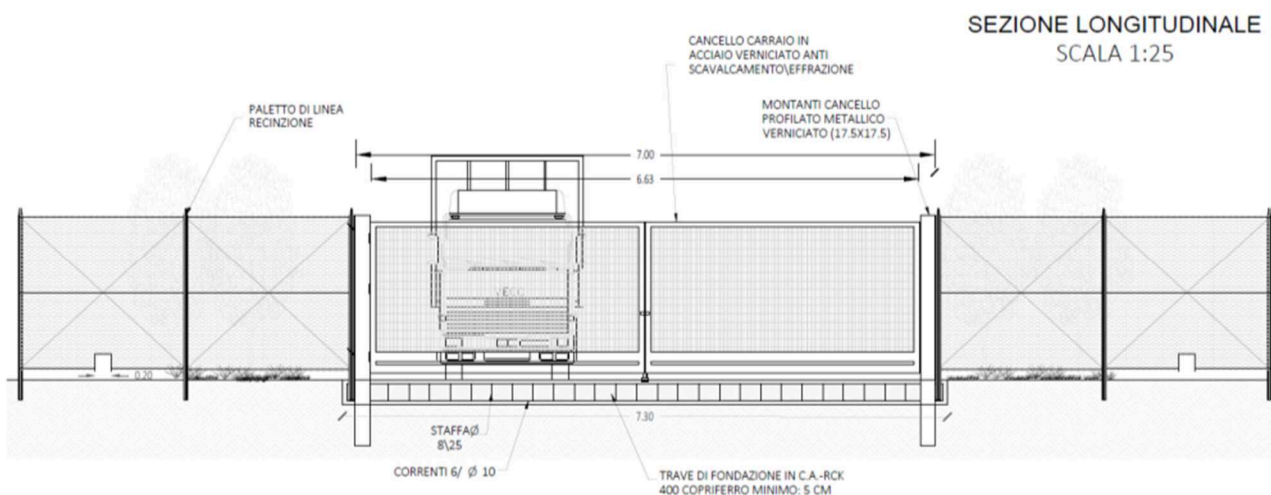 SEZIONE LONGITUDINALE
SCALA 1:25
CANCELLO CARRAIO IN
ACCIAIO VERNICIATO ANTI
SCAVALCAMENTO\EFFRAZIONE
PALETTO DI LINEA
RECINZIONE
MONTANTI CANCELLO
PROFILATO METALLICO
VERNICIATO (17.5X17.5)
7.00
6.63
0.20
7.30
STAFFAØ
8\25
CORRENTI 6/ Ø 10
TRAVE DI FONDAZIONE IN C.A.-RCK
400 COPRIFERRO MINIMO: 5 CM